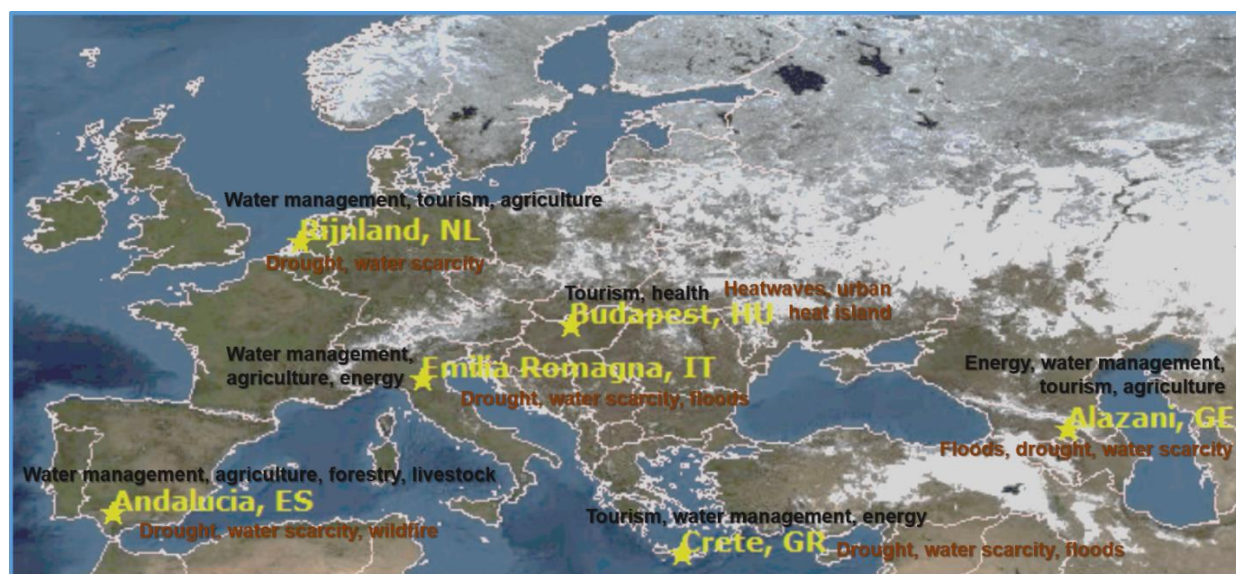 Water management, tourism, agriculture
Rijnland, NL
Drought, water scarcity
Tourism, health
Heatwaves, urban
heat island
Budapest, HU
Water management,
agriculture, energy
Emilia Romagna, IT
Drought, water scarcity, floods
Energy, water management,
tourism, agriculture
Alazani, GE
Floods, drought, water scarcity
Water management, agriculture, forestry, livestock
Andalucia, ES
Drought, water scarcity, wildfire
Tourism, water management, energy
Crete, GR
Drought, water scarcity, floods